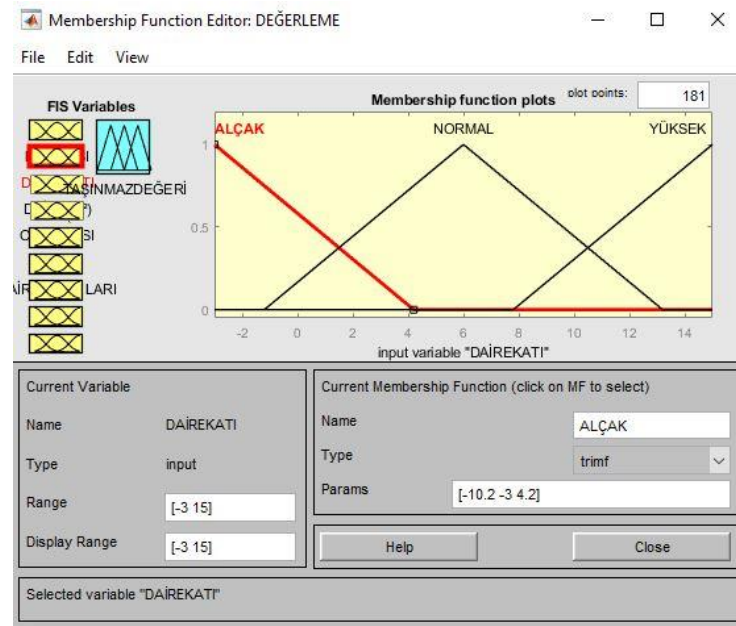 Membership Function Editor: DEĞERLEME
File Edit View
FIS Variables
Membership function plots
plot points:
181
TAŞINMAZDEĞERİ
ALÇAK
NORMAL
YÜKSEK
1
0.5
0
-2 0 2 4 6 8 10 12 14
input variable "DAİREKATI"
Current Variable
Name DAİREKATI
Type input
Range [-3 15]
Display Range [-3 15]
Current Membership Function (click on MF to select)
Name ALÇAK
Type trimf
Params [-10.2 -3 4.2]
Help Close
Selected variable "DAİREKATI"